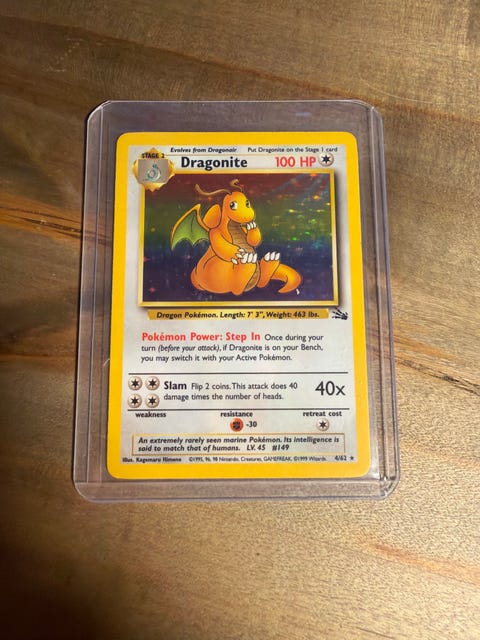 Evolves from Dragonair Put Dragonite on the Stage 1 card
STAGE 2
Dragonite 100 HP
Dragon Pokémon. Length: 7' 3", Weight: 463 lbs.
Pokémon Power: Step In Once during your
turn (before your attack), if Dragonite is on your Bench,
you may switch it with your Active Pokémon.
Slam Flip 2 coins. This attack does 40
damage times the number of heads.
40x
weakness resistance retreat cost
-30
An extremely rarely seen marine Pokémon. Its intelligence is
said to match that of humans. LV. 45 #149
Illus. Kagemaru Himeno ©1995, 96, 98 Nintendo, Creatures, GAMEFREAK. ©1999 Wizards. 4/62 ★